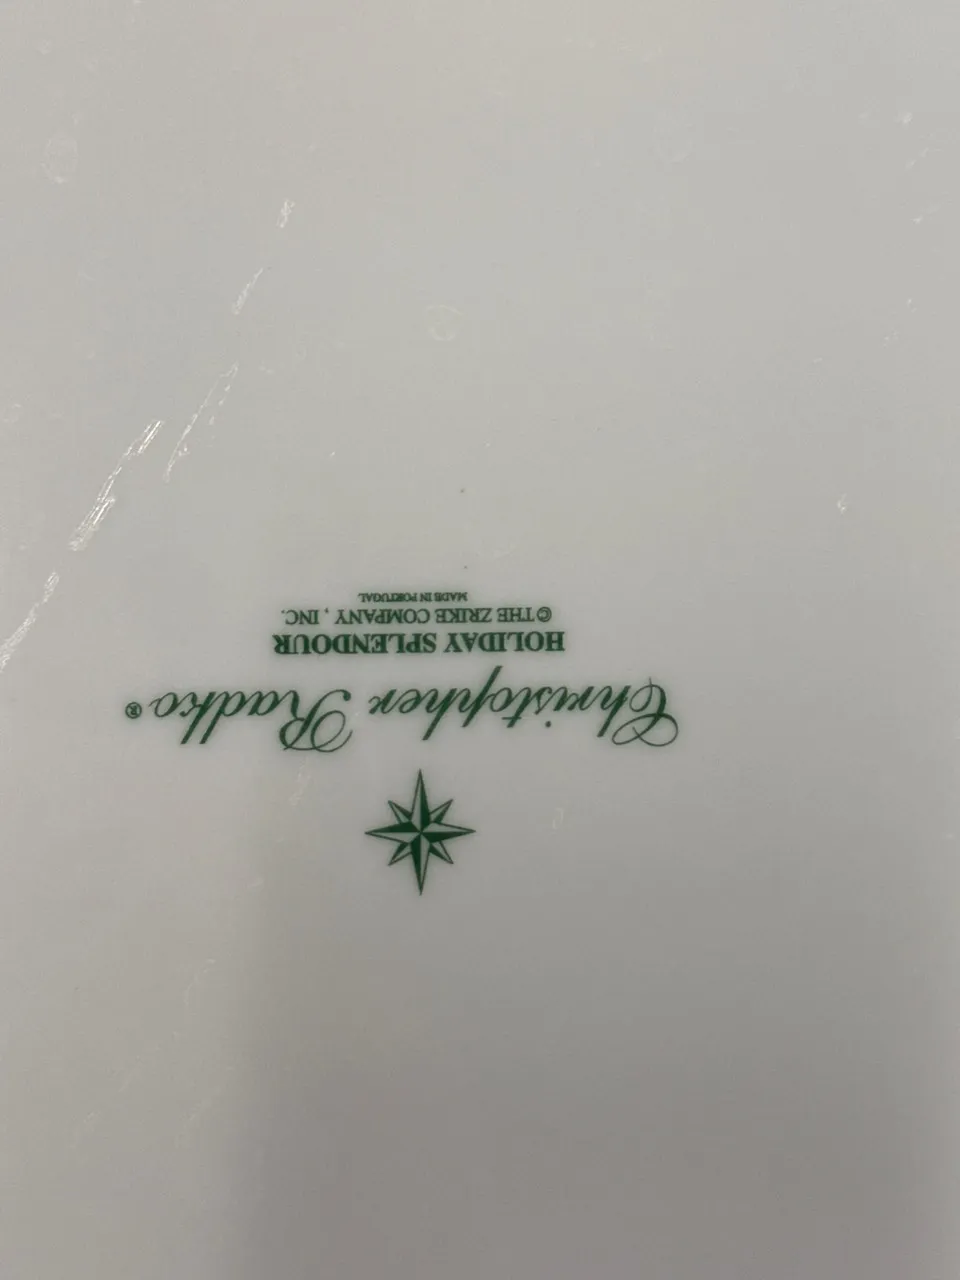 Christopher Radko®
HOLIDAY SPLENDOUR
©THE ZRIKE COMPANY, INC.
MADE IN PORTUGAL